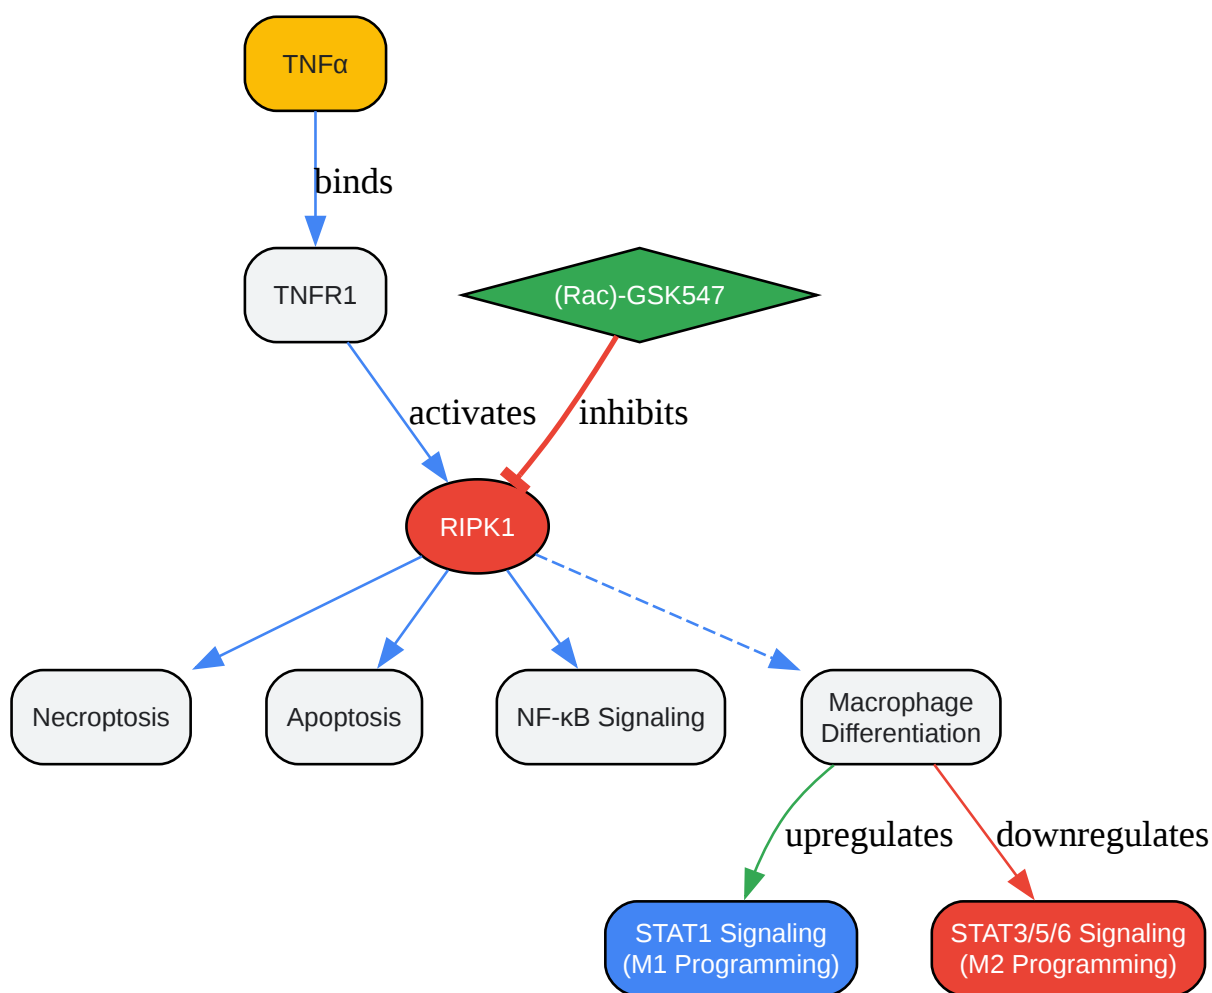 TNFα
binds
TNFR1
(Rac)-GSK547
activates
inhibits
RIPK1
Necroptosis
Apoptosis
NF-κB Signaling
Macrophage
Differentiation
upregulates
downregulates
STAT1 Signaling
(M1 Programming)
STAT3/5/6 Signaling
(M2 Programming)